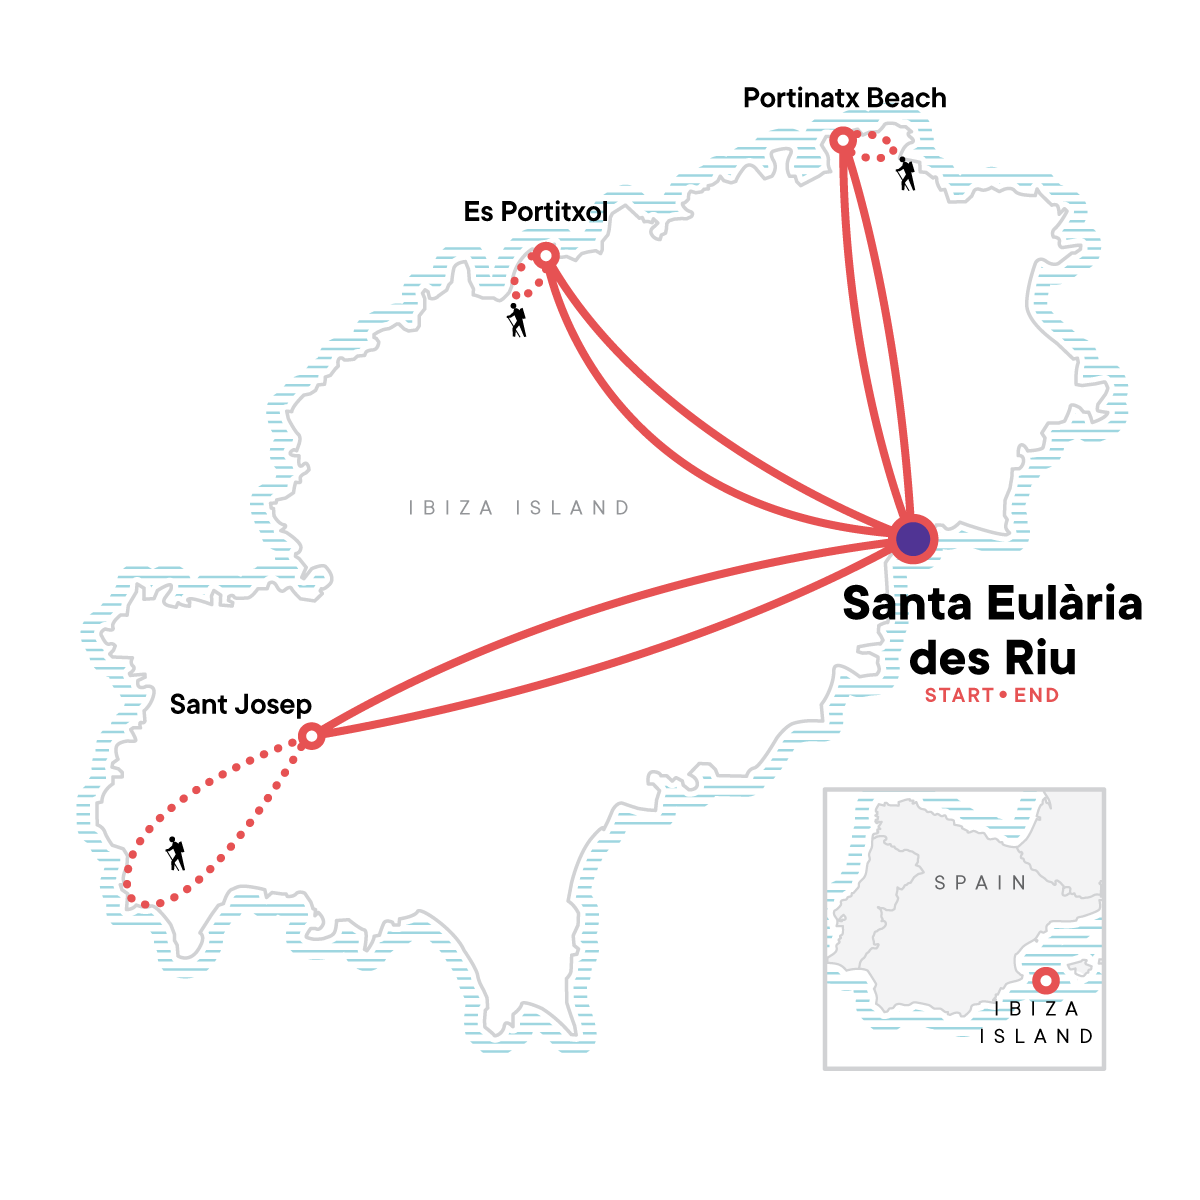 Portinatx Beach
Es Portitxol
IBIZA ISLAND
Santa Eulària
des Riu
START • END
Sant Josep
SPAIN
IBIZA
ISLAND